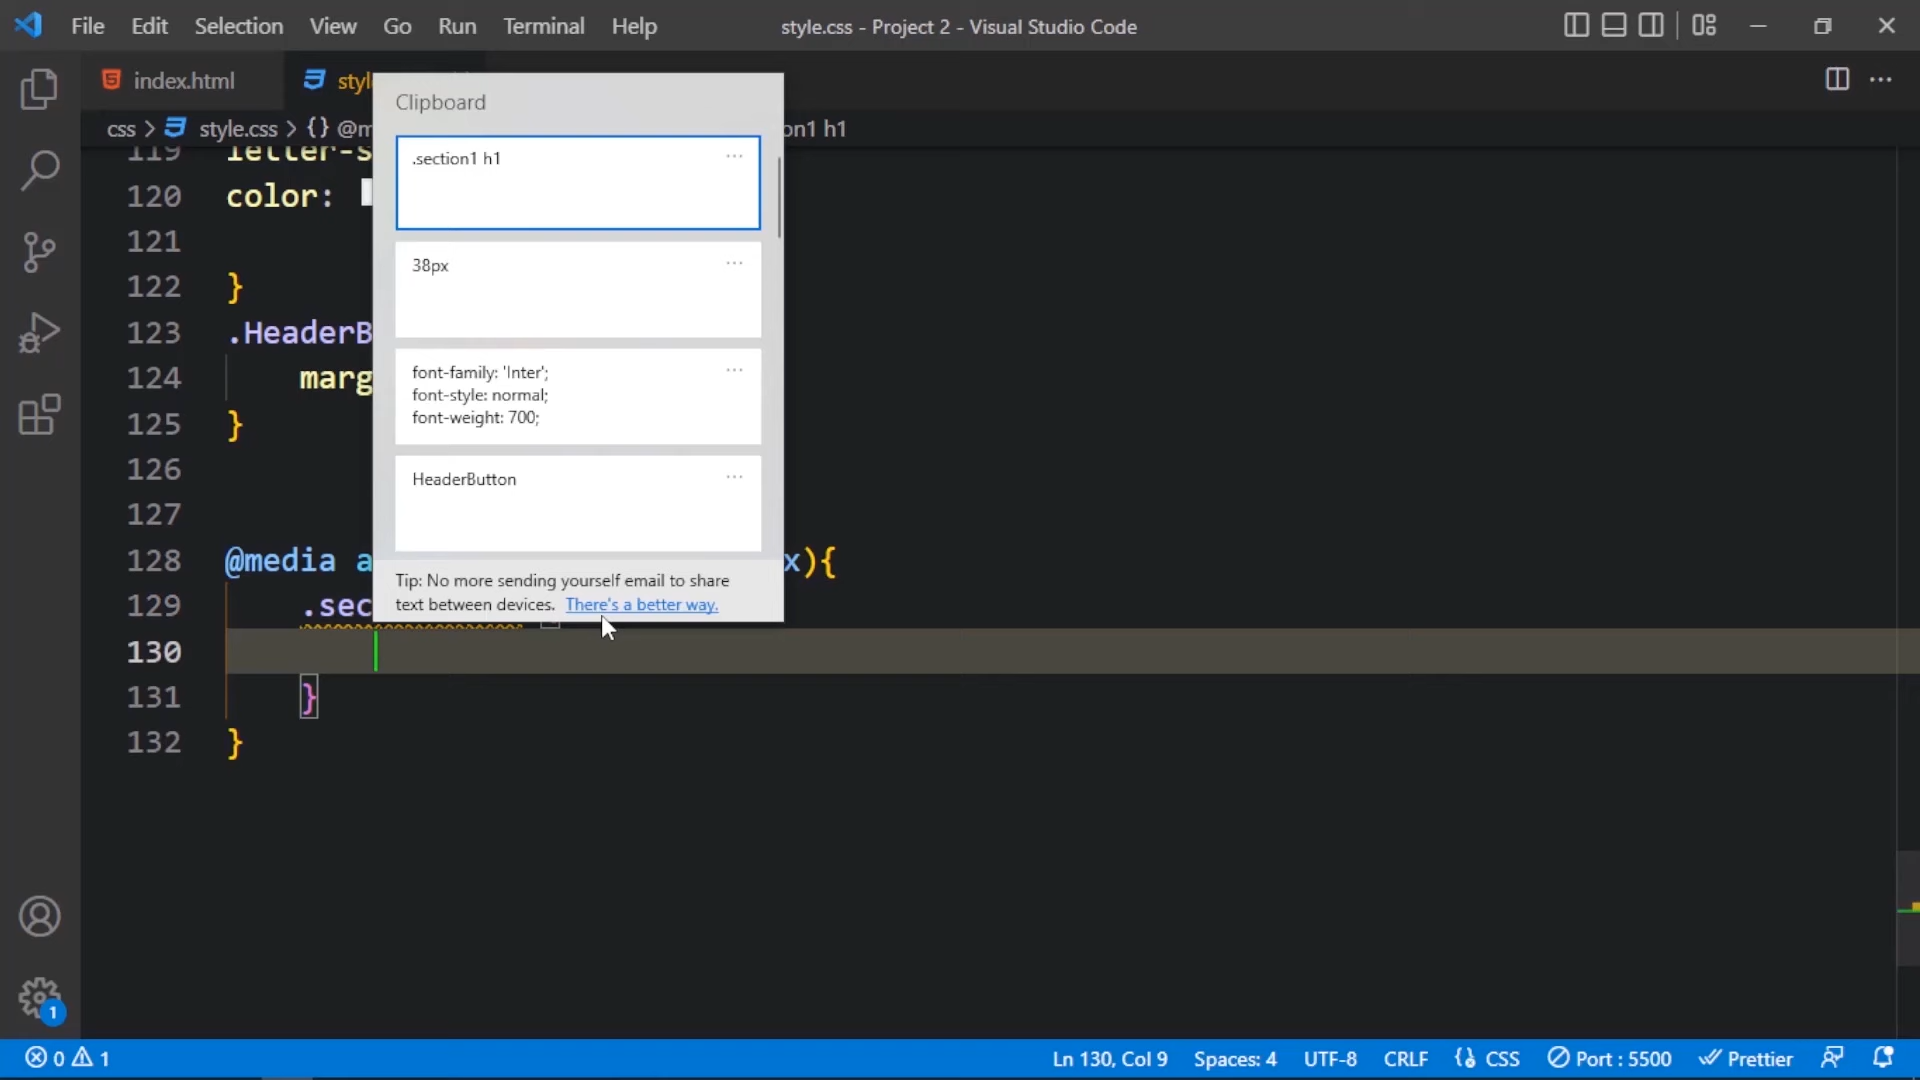 File Edit Selection View Go Run Terminal Help style.css - Project 2 - Visual Studio Code
index.html
css > style.css > {} @m
on1 h1
Clipboard
.section1 h1
38px
font-family: 'Inter';
font-style: normal;
font-weight: 700;
HeaderButton
Tip: No more sending yourself email to share
text between devices. There's a better way.
119
120 color:
121
122 }
123 .HeaderB
124 marg
125 }
126
127
128 @media a x){
129 .sec
130
131 }
132 }
1
0 1 Ln 130, Col 9 Spaces: 4 UTF-8 CRLF CSS Port : 5500 Prettier